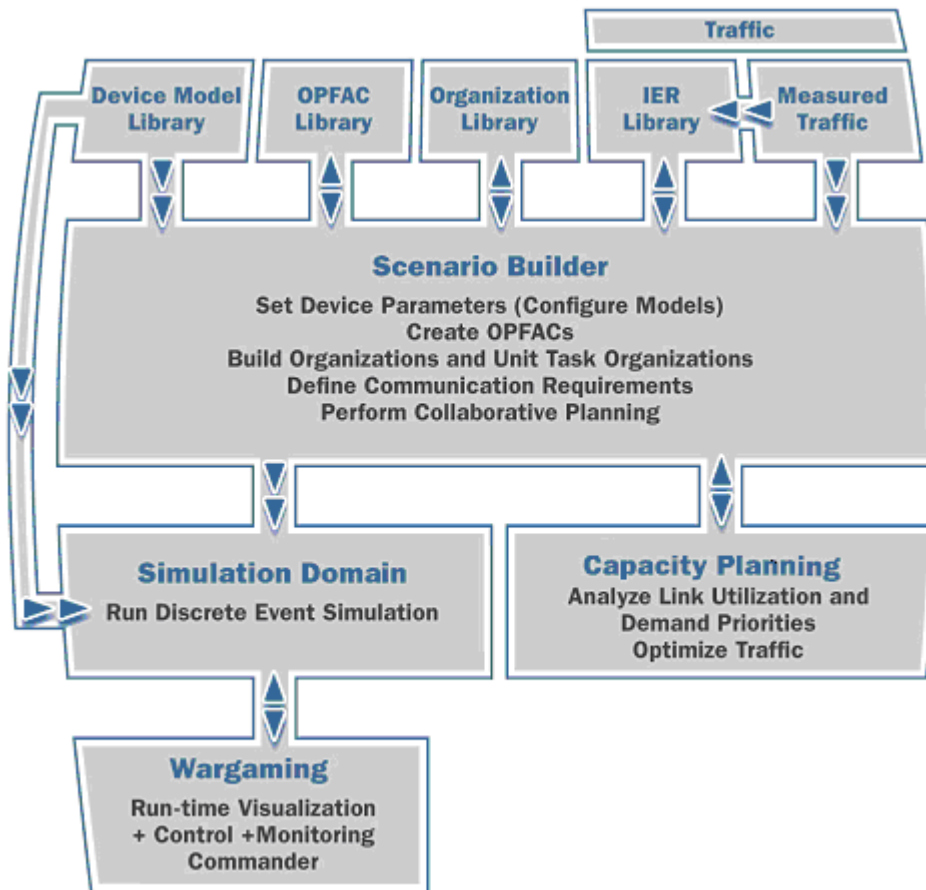 Traffic
Device Model
Library
OPFAC
Library
Organization
Library
IER
Library
Measured
Traffic
Scenario Builder
Set Device Parameters (Configure Models)
Create OPFACs
Build Organizations and Unit Task Organizations
Define Communication Requirements
Perform Collaborative Planning
Simulation Domain
Run Discrete Event Simulation
Capacity Planning
Analyze Link Utilization and
Demand Priorities
Optimize Traffic
Wargaming
Run-time Visualization
+ Control +Monitoring
Commander